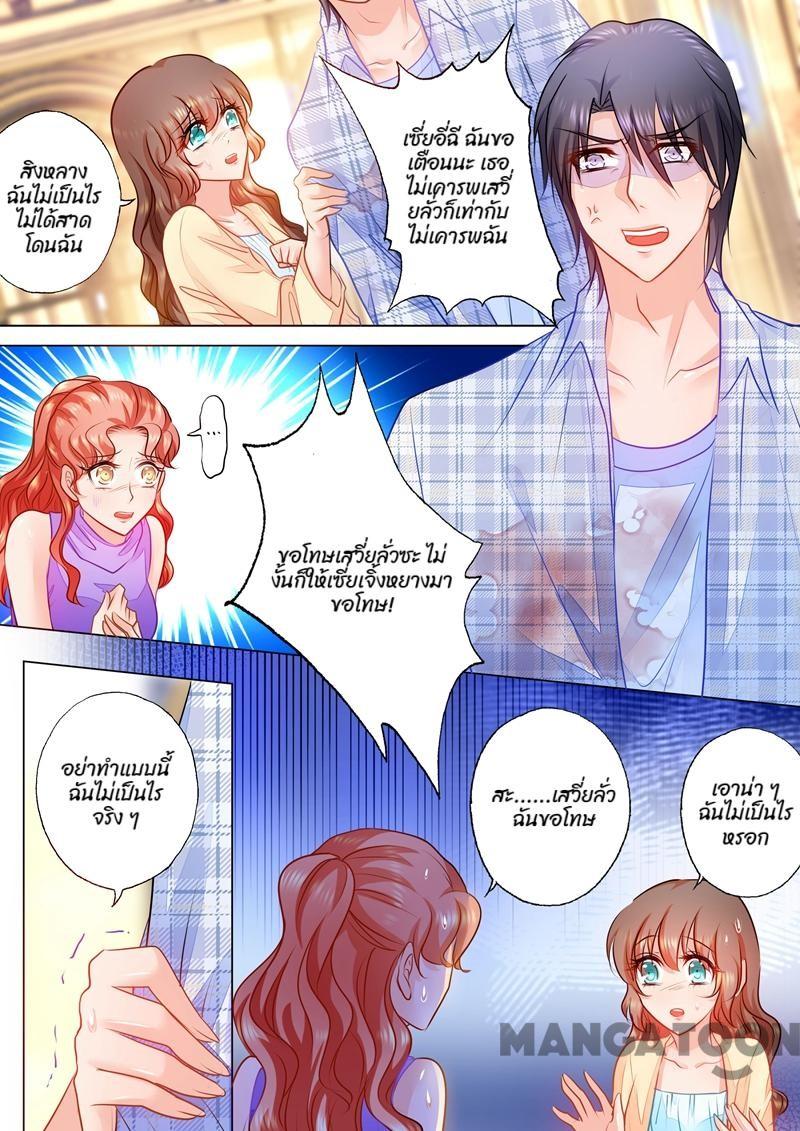 สิงหลาง
ฉันไม่เป็นไร
ไม่ได้สาด
โดนฉัน
เซี่ยอี่ฉี ฉันขอ
เตือนนะ เธอ
ไม่เคารพเสวี่
ยลั่วก็เท่ากับ
ไม่เคารพฉัน
...
ขอโทษเสวี่ยลั่วซะ ไม่
งั้นก็ให้เซี่ยเจิ้งหยางมา
ขอโทษ!
อย่าทำแบบนี้
ฉันไม่เป็นไร
จริง ๆ
สะ......เสวี่ยลั่ว
ฉันขอโทษ
เอาน่า ๆ
ฉันไม่เป็นไร
หรอก
MANGATOON